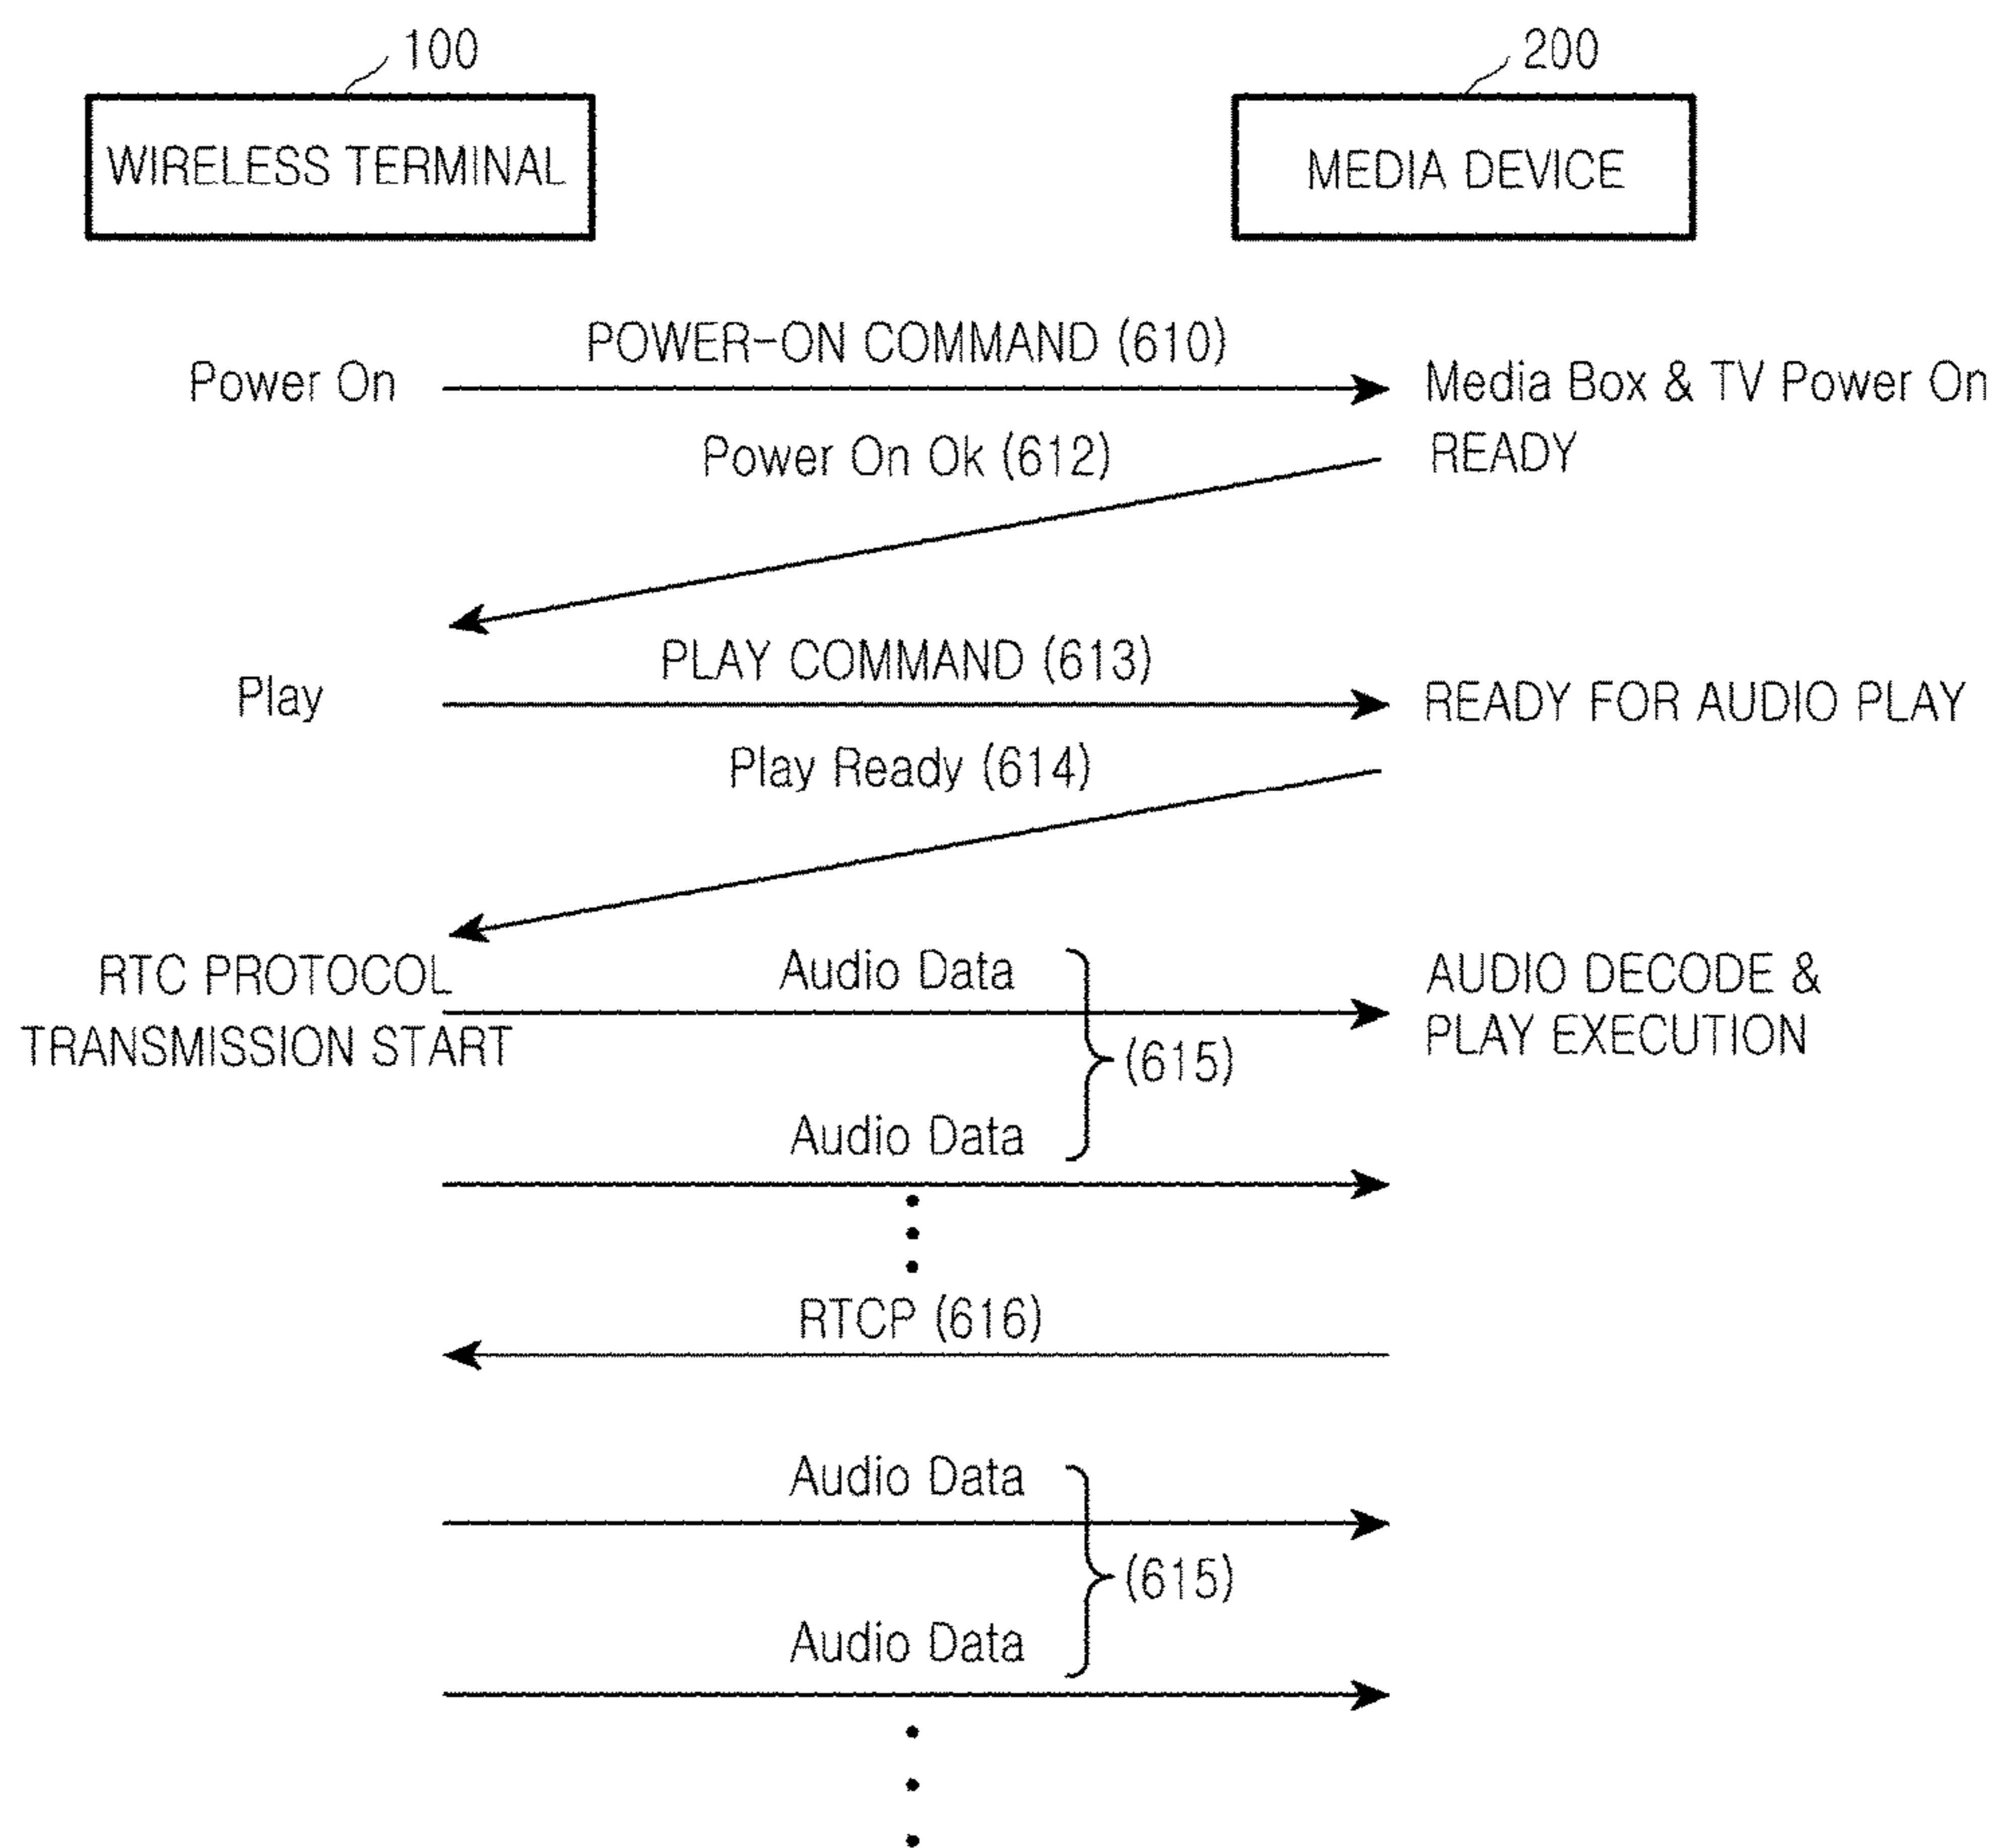 100
200
WIRELESS TERMINAL
MEDIA DEVICE
POWER-ON COMMAND (610)
Power On
Media Box & TV Power On
Power On Ok (612)
READY
PLAY COMMAND (613)
Play
READY FOR AUDIO PLAY
Play Ready (614)
RTC PROTOCOL
TRANSMISSION START
Audio Data
AUDIO DECODE &
PLAY EXECUTION
(615)
Audio Data
RTCP (616)
Audio Data
(615)
Audio Data